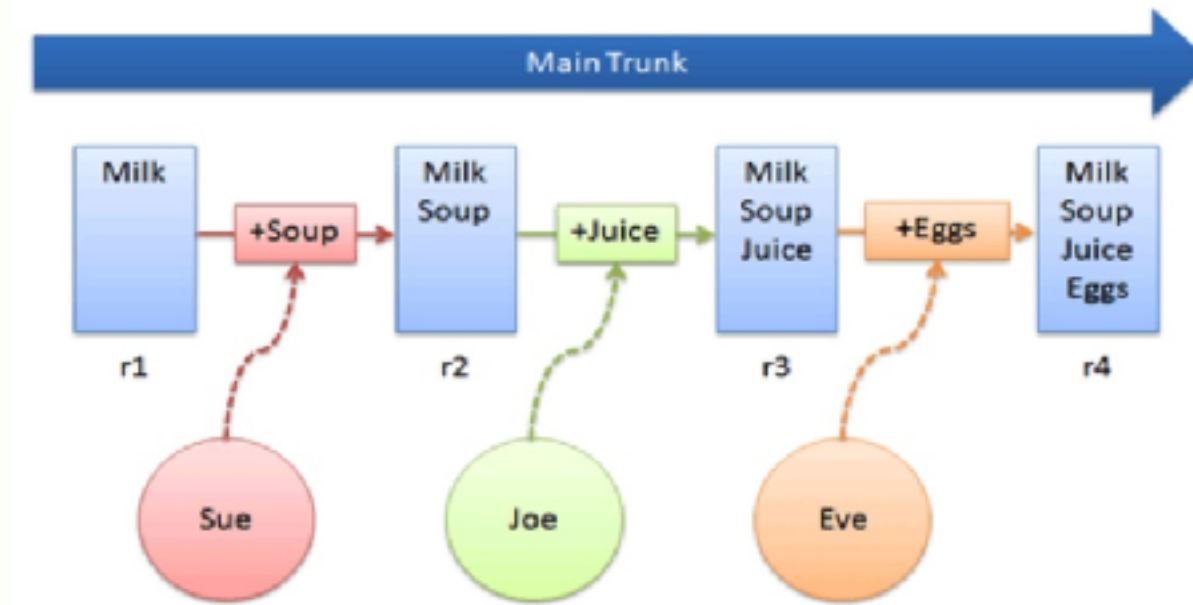 Main Trunk
Milk
+Soup
Milk
Soup
+Juice
Milk
Soup
Juice
+Eggs
Milk
Soup
Juice
Eggs
r1
r2
r3
r4
Sue
Joe
Eve